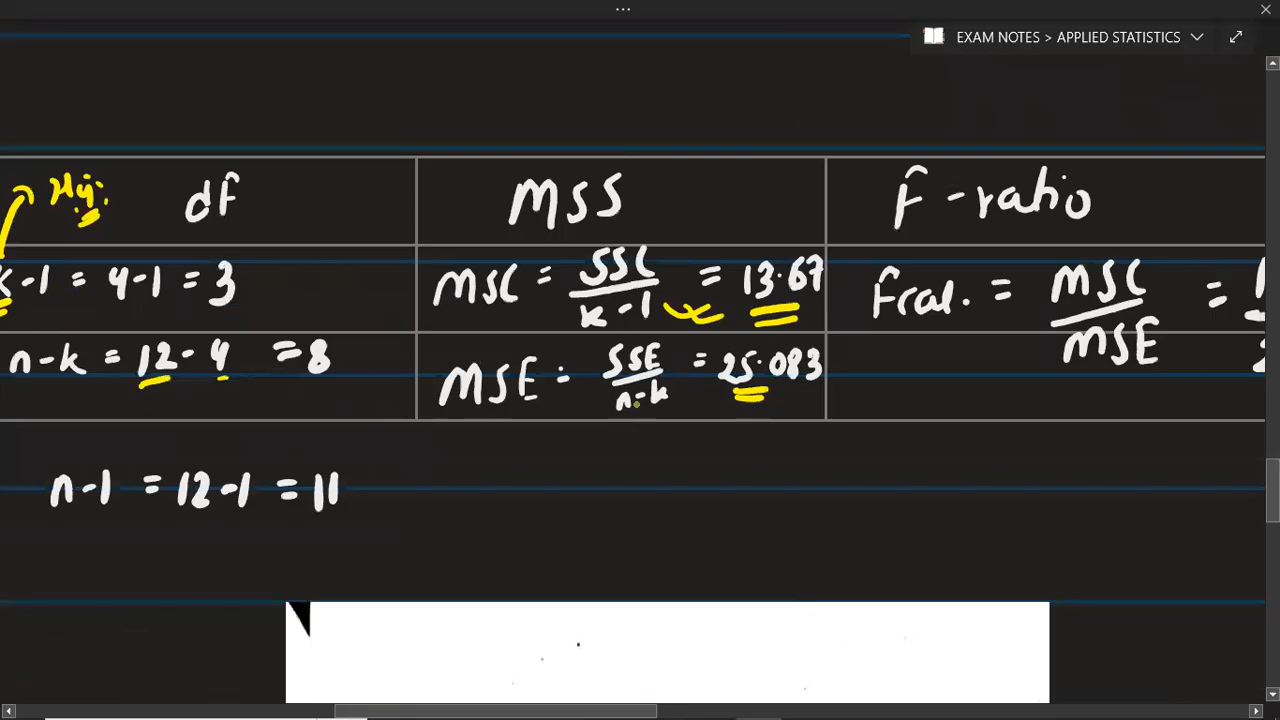 EXAM NOTES > APPLIED STATISTICS
df MSS F-ratio
k-1 = 4-1 = 3 MSC = SSC/k-1 = 13.67 Fcal. = MSC/MSE =
n-k = 12-4 = 8 MSE = SSE/n-k = 25.083
n-1 = 12-1 = 11